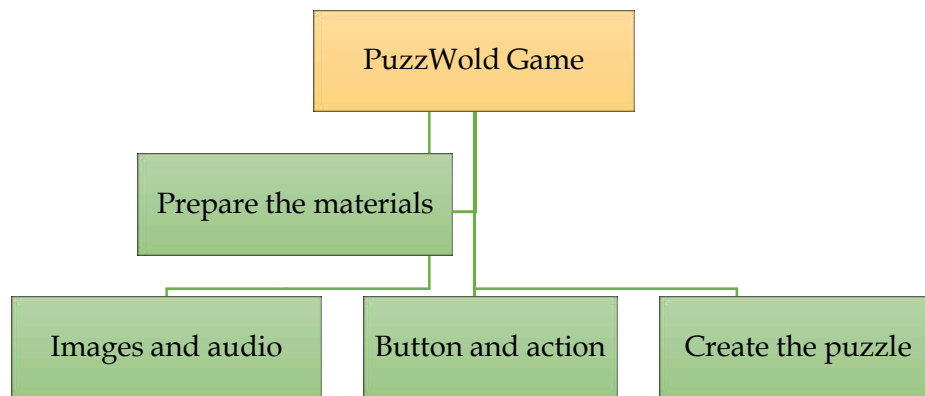 PuzzWold Game
Prepare the materials
Images and audio
Button and action
Create the puzzle